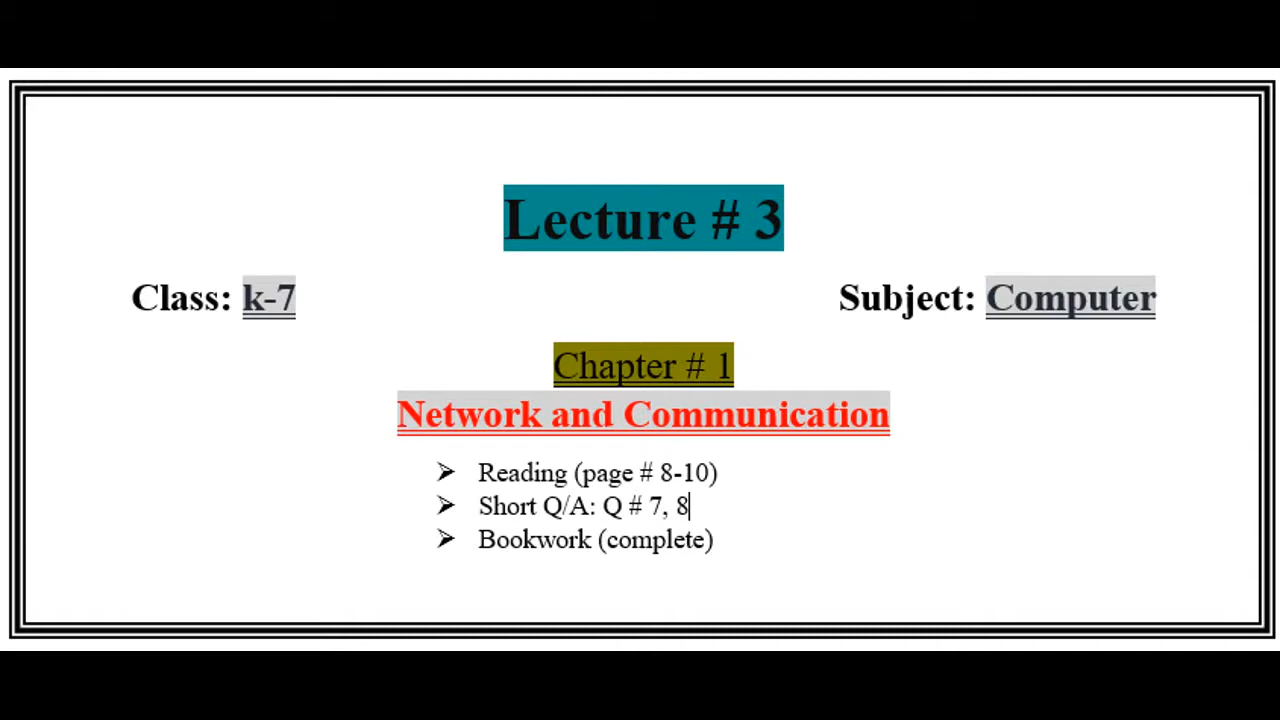 Lecture # 3
Class: k-7 Subject: Computer
Chapter # 1
Network and Communication
➢ Reading (page # 8-10)
➢ Short Q/A: Q # 7, 8
➢ Bookwork (complete)